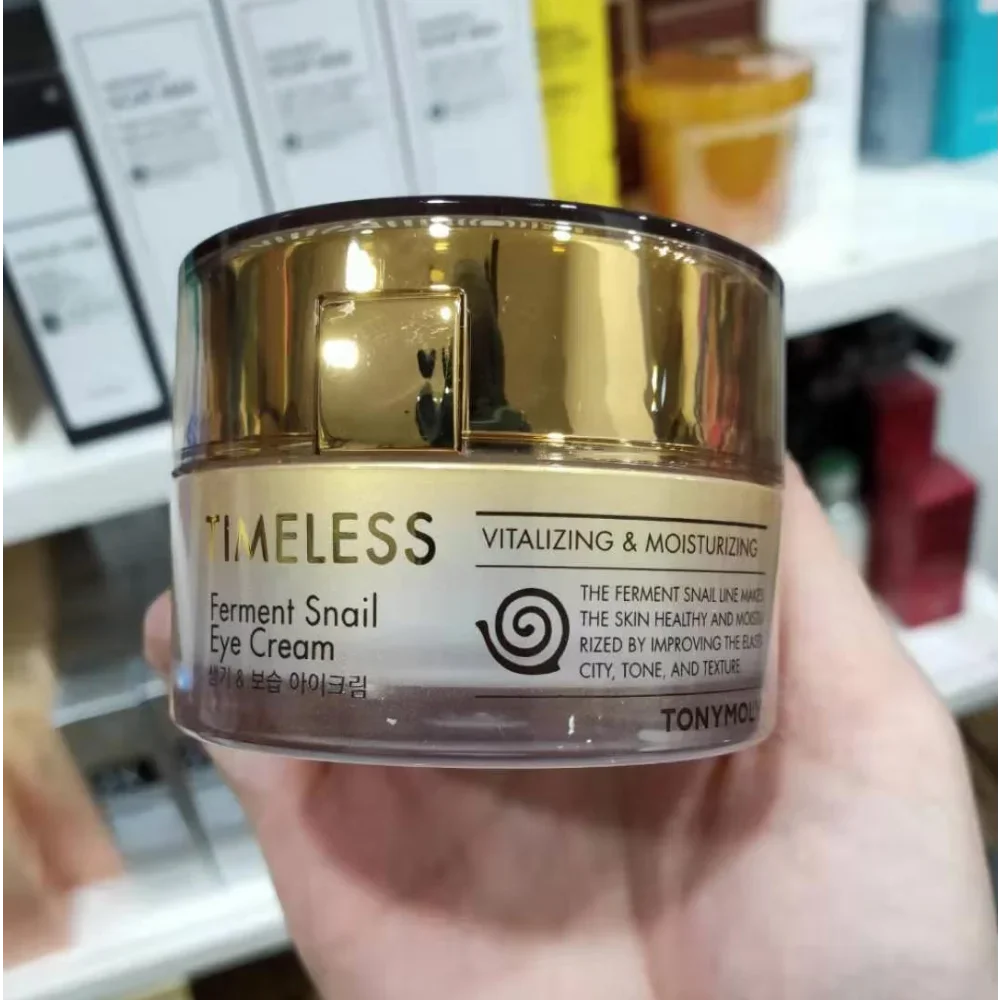 TIMELESS
Ferment Snail
Eye Cream
생기 & 보습 아이크림
VITALIZING & MOISTURIZING
THE FERMENT SNAIL LINE MAKES
THE SKIN HEALTHY AND MOISTU
RIZED BY IMPROVING THE ELASTI
CITY, TONE, AND TEXTURE.
TONYMOLY